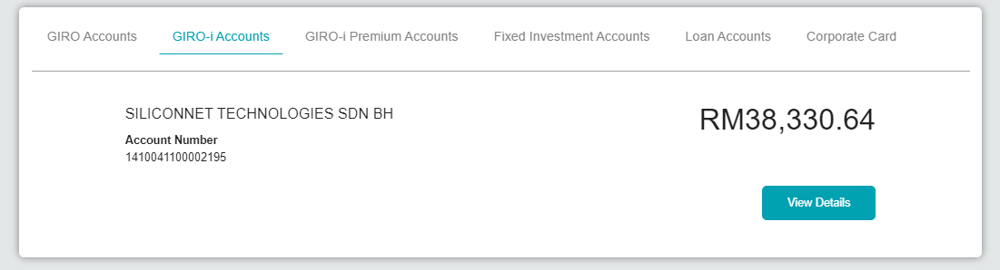 GIRO Accounts GIRO-i Accounts GIRO-i Premium Accounts Fixed Investment Accounts Loan Accounts Corporate Card
SILICONNET TECHNOLOGIES SDN BH
RM38,330.64
Account Number
1410041100002195
View Details